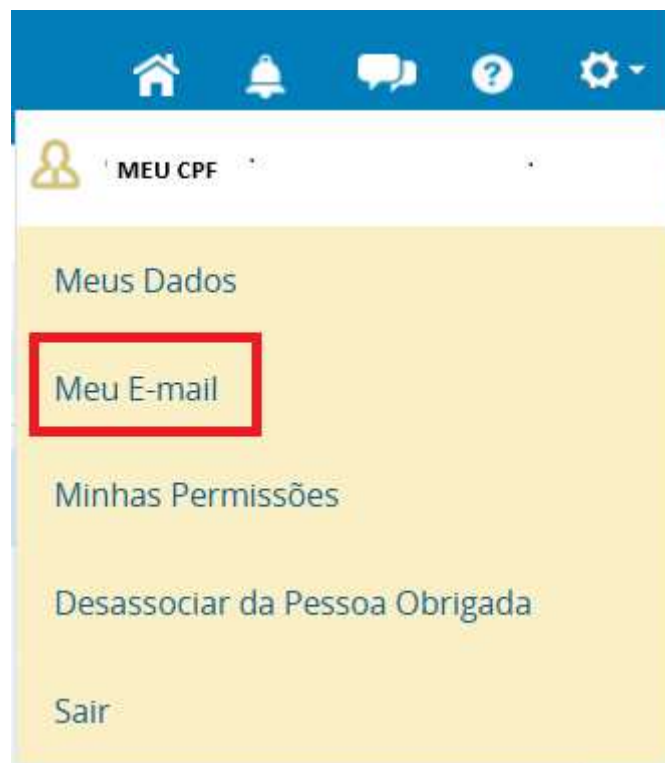 MEU CPF
Meus Dados
Meu E-mail
Minhas Permissões
Desassociar da Pessoa Obrigada
Sair